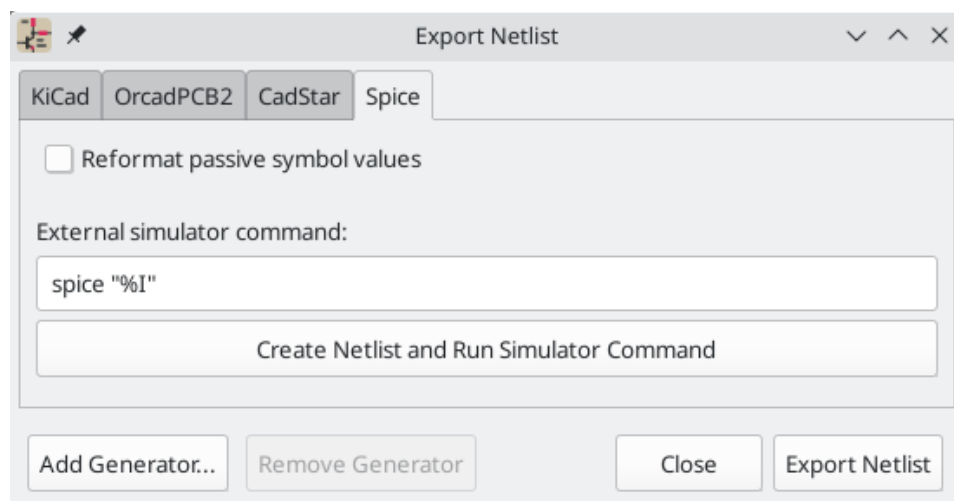 Export Netlist
KiCad OrcadPCB2 CadStar Spice
Reformat passive symbol values
External simulator command:
spice "%I"
Create Netlist and Run Simulator Command
Add Generator... Remove Generator Close Export Netlist